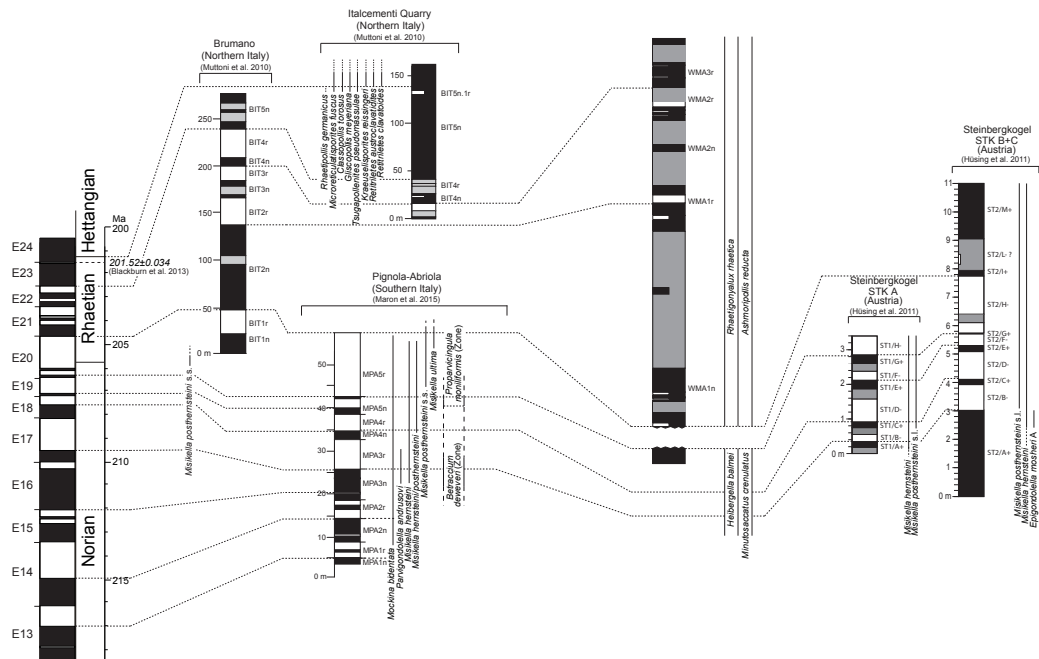 Italcementi Quarry
(Northern Italy)
(Muttoni et al. 2010)
Brumano
(Northern Italy)
(Muttoni et al. 2010)
Steinbergkogel
STK B+C
(Austria)
(Hüsing et al. 2011)
Steinbergkogel
STK A
(Austria)
(Hüsing et al. 2011)
Pignola-Abriola
(Southern Italy)
(Maron et al. 2015)
E24
E23
E22
E21
E20
E19
E18
E17
E16
E15
E14
E13
Hettangian
Rhaetian
Norian
Ma
200
201.52±0.034
(Blackburn et al. 2013)
205
210
215
Misikella posthernsteini s.s.
250
200
150
100
50
0 m
BIT5n
BIT4r
BIT4n
BIT3r
BIT3n
BIT2r
BIT2n
BIT1r
BIT1n
Rhaetipollis germanicus
Microreticulatisporites fuscus
Classopollis torosus
Gliscopollis meyeriana
Tsugapollenites pseudomassulae
Kraeuselisporites reissingeri
Retitriletes austroclavatidites
Retitriletes clavatoides
150
100
50
0 m
BIT5n.1r
BIT5n
BIT4r
BIT4n
50
40
30
20
10
0 m
MPA5r
MPA5n
MPA4r
MPA4n
MPA3r
MPA3n
MPA2r
MPA2n
MPA1r
MPA1n
Mockina bidentata
Parvigondolella andrusovi
Misikella hernsteini
Misikella hernsteini/posthernsteini
Misikella posthernsteini s.s.
Misikella ultima
Proparvicingula
moniliformis (Zone)
Betraccium
deweveri (Zone)
WMA3r
WMA2r
WMA2n
WMA1r
WMA1n
Rhaetigonyaulux rhaetica
Ashmoripollis reducta
Heibergella balmei
Minutosaccatus crenulatus
3
2
1
0 m
ST1/H-
ST1/G+
ST1/F-
ST1/E+
ST1/D-
ST1/C+
ST1/B-
ST1/A+
Misikella hernsteini
Misikella posthernsteini s.l.
11
10
9
8
7
6
5
4
3
2
1
0 m
ST2/M+
ST2/L- ?
ST2/I+
ST2/H-
ST2/G+
ST2/F-
ST2/E+
ST2/D-
ST2/C+
ST2/B-
ST2/A+
Misikella posthernsteini s.l.
Misikella hernsteini
Epigondolella mosheri A